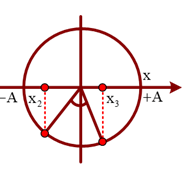 x
-A x₂ x₃ +A